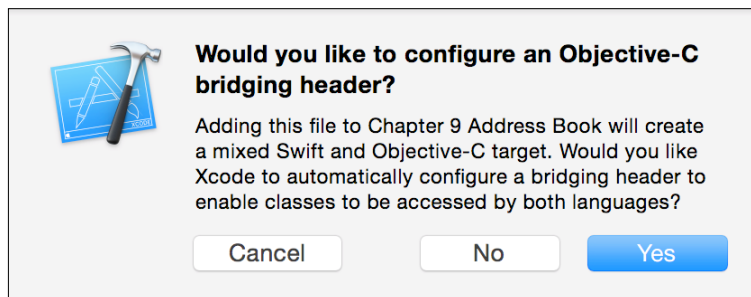 Would you like to configure an Objective-C
bridging header?
Adding this file to Chapter 9 Address Book will create
a mixed Swift and Objective-C target. Would you like
Xcode to automatically configure a bridging header to
enable classes to be accessed by both languages?
XCODE
Cancel No Yes